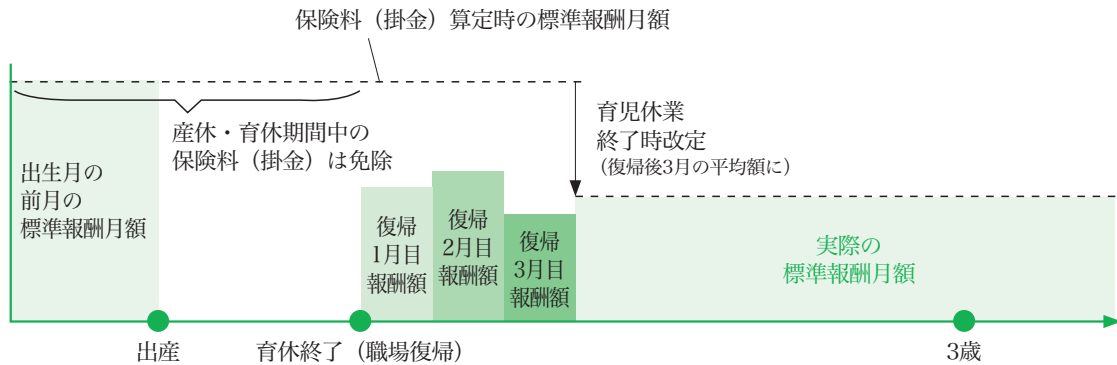 保険料（掛金）算定時の標準報酬月額
産休・育休期間中の
保険料（掛金）は免除
育児休業
終了時改定
（復帰後3月の平均額に）
出生月の
前月の
標準報酬月額
復帰
1月目
報酬額
復帰
2月目
報酬額
復帰
3月目
報酬額
実際の
標準報酬月額
出産
育休終了（職場復帰）
3歳